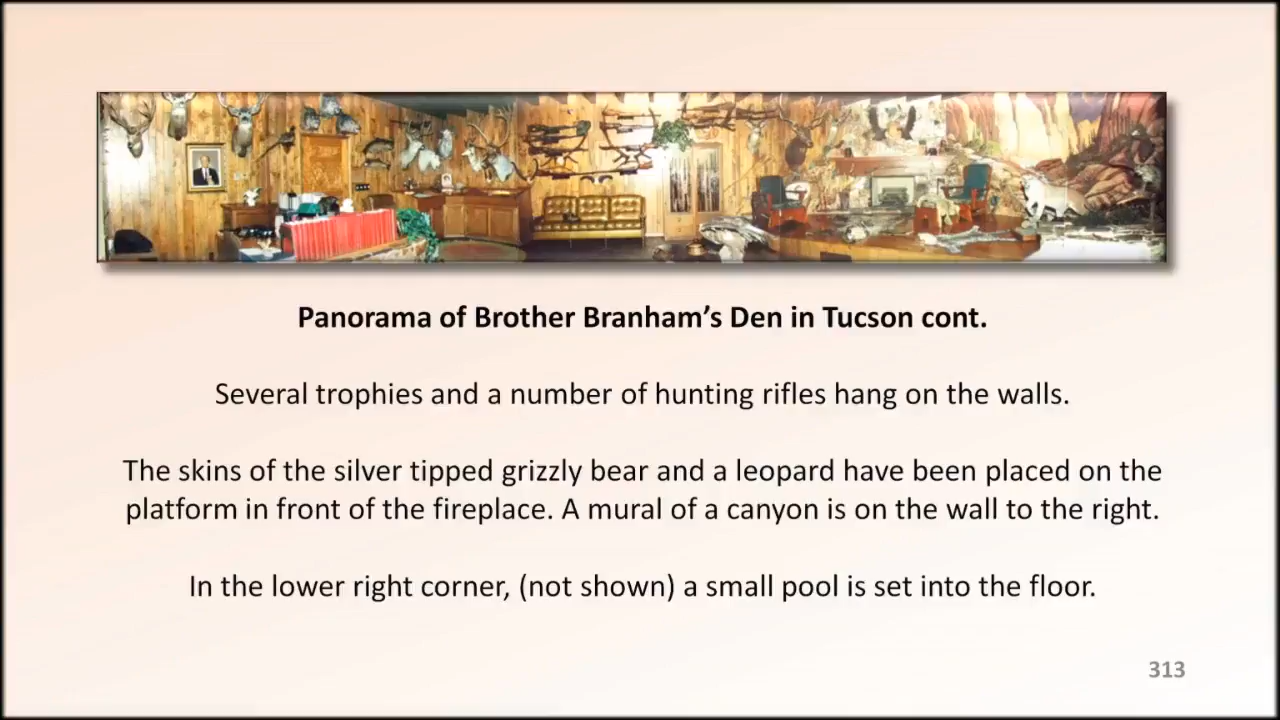 Panorama of Brother Branham's Den in Tucson cont.
Several trophies and a number of hunting rifles hang on the walls.
The skins of the silver tipped grizzly bear and a leopard have been placed on the
platform in front of the fireplace. A mural of a canyon is on the wall to the right.
In the lower right corner, (not shown) a small pool is set into the floor.
313